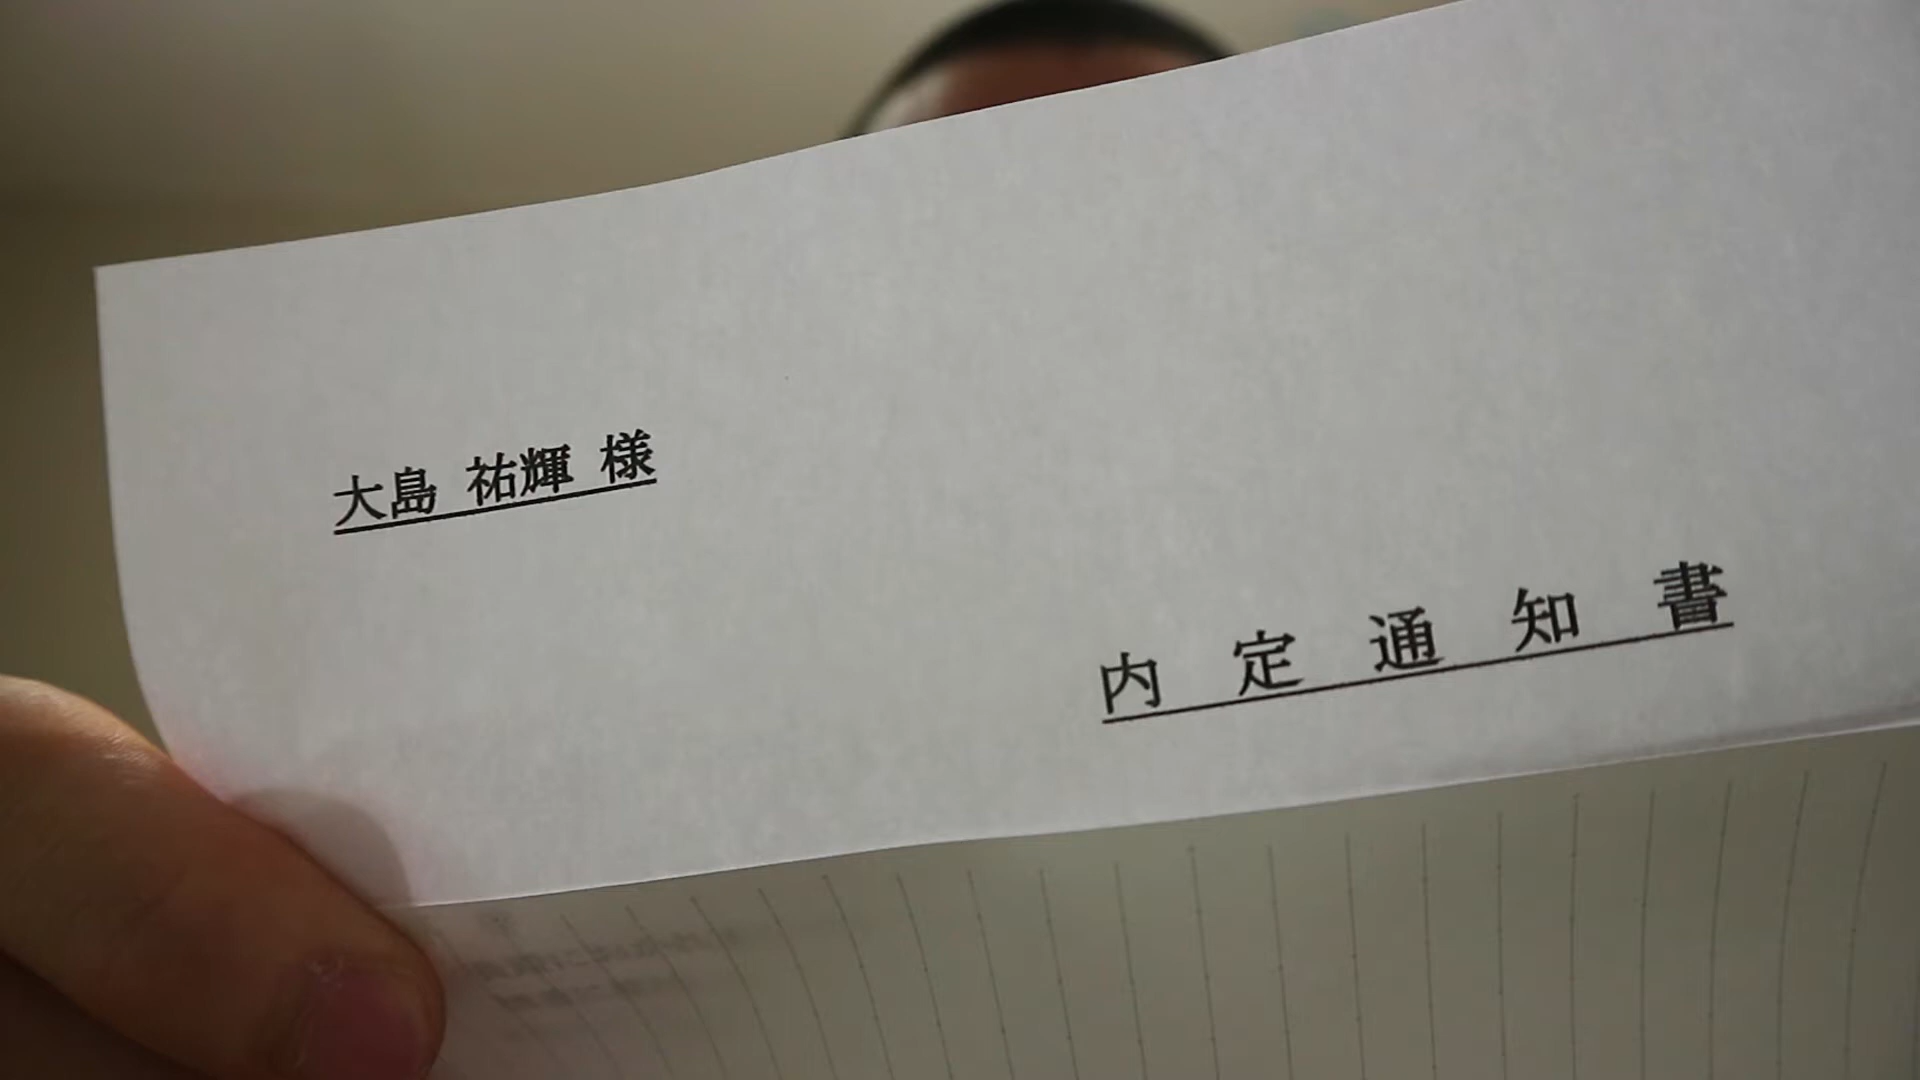 大島 祐輝 様
内定通知書